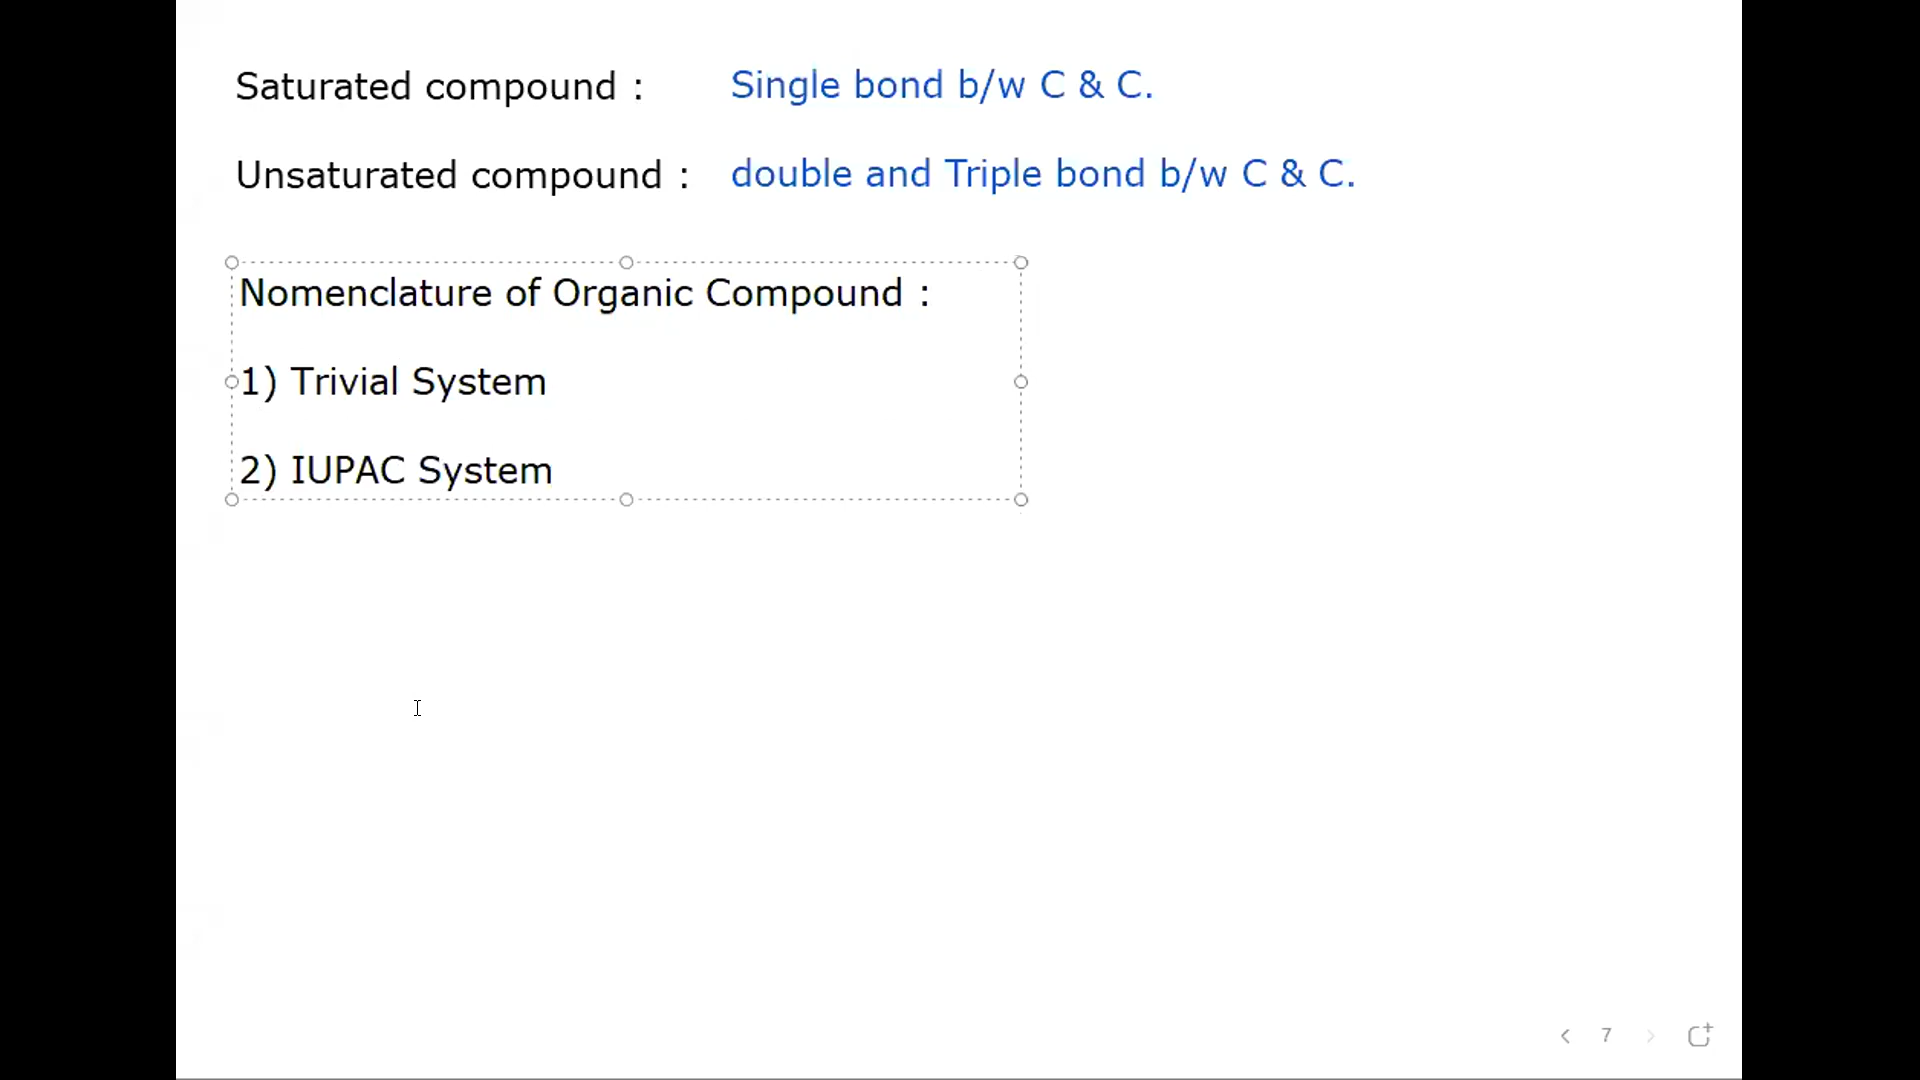 Saturated compound : Single bond b/w C & C.
Unsaturated compound : double and Triple bond b/w C & C.
Nomenclature of Organic Compound :
1) Trivial System
2) IUPAC System
7